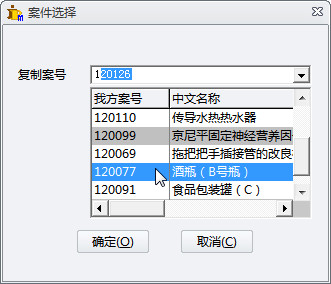 案件选择
复制案号 120126
我方案号 中文名称
120110 传导水热热水器
120099 京尼平固定神经营养因
120069 拖把把手插接管的改良
120077 酒瓶（B号瓶）
120091 食品包装罐（C）
确定(O) 取消(C)